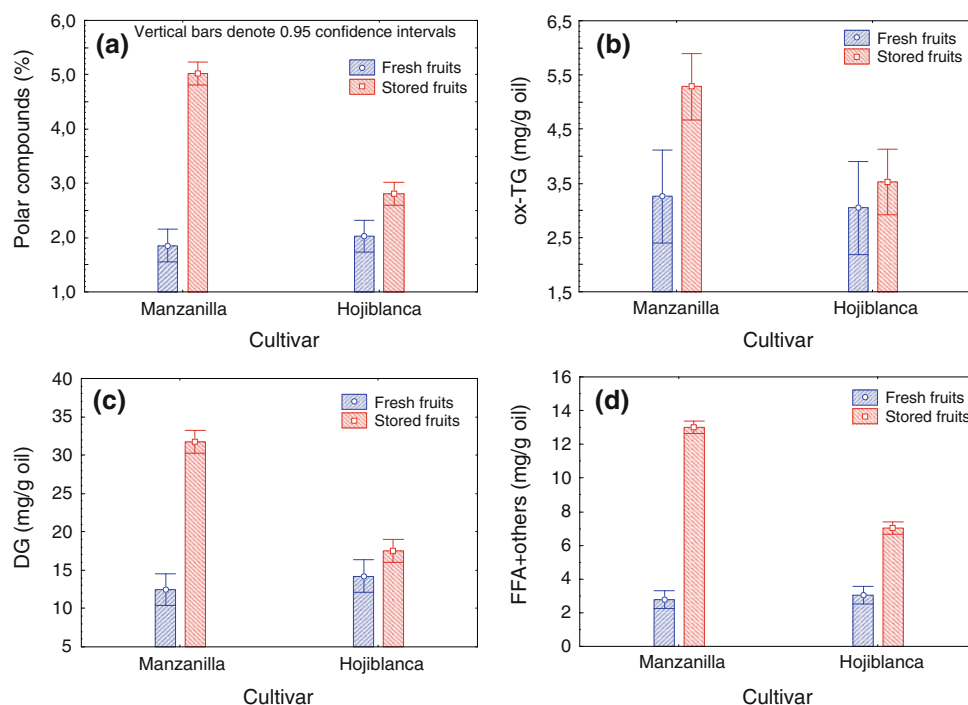 (a)
Vertical bars denote 0.95 confidence intervals
Fresh fruits
Stored fruits
Polar compounds (%)
6,0
5,0
4,0
3,0
2,0
1,0
Manzanilla Hojiblanca
Cultivar
(b)
Fresh fruits
Stored fruits
ox-TG (mg/g oil)
6,5
5,5
4,5
3,5
2,5
1,5
Manzanilla Hojiblanca
Cultivar
(c)
Fresh fruits
Stored fruits
DG (mg/g oil)
40
35
30
25
20
15
10
5
Manzanilla Hojiblanca
Cultivar
(d)
Fresh fruits
Stored fruits
FFA+others (mg/g oil)
16
14
12
10
8
6
4
2
0
Manzanilla Hojiblanca
Cultivar